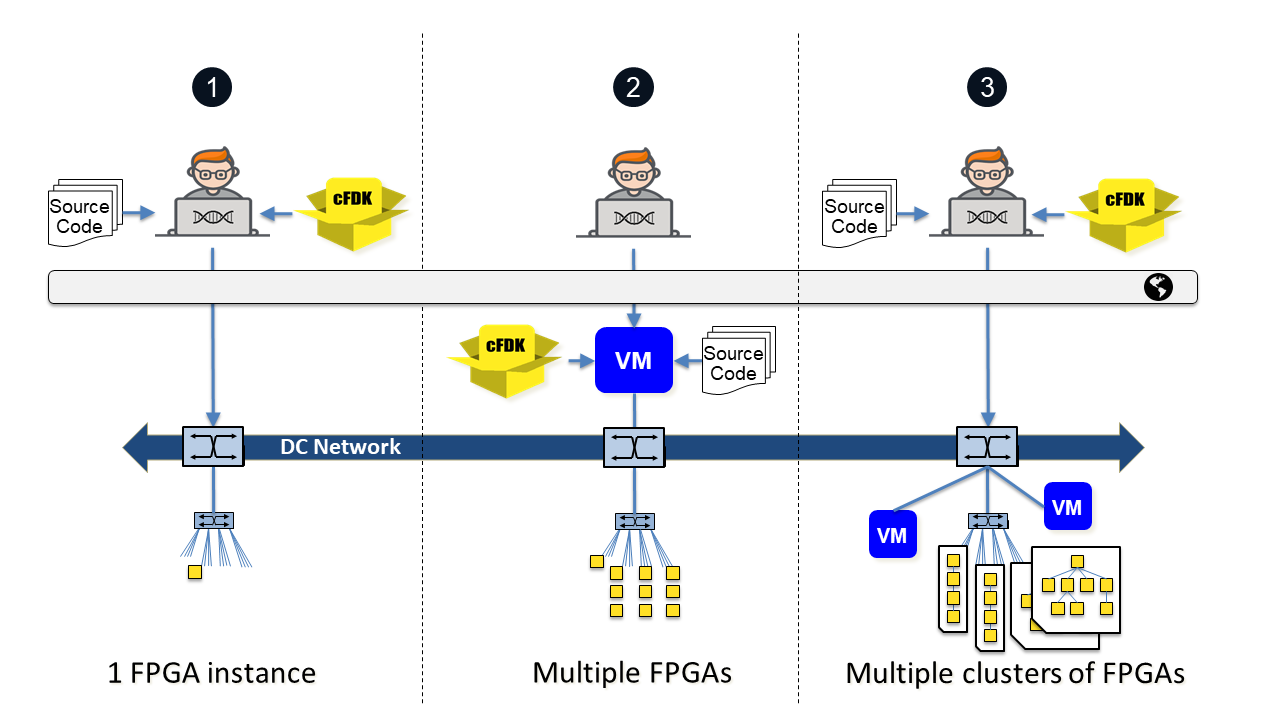 1
2
3
Source
Code
cFDK
Source
Code
cFDK
cFDK
VM
Source
Code
DC Network
VM
VM
1 FPGA instance
Multiple FPGAs
Multiple clusters of FPGAs